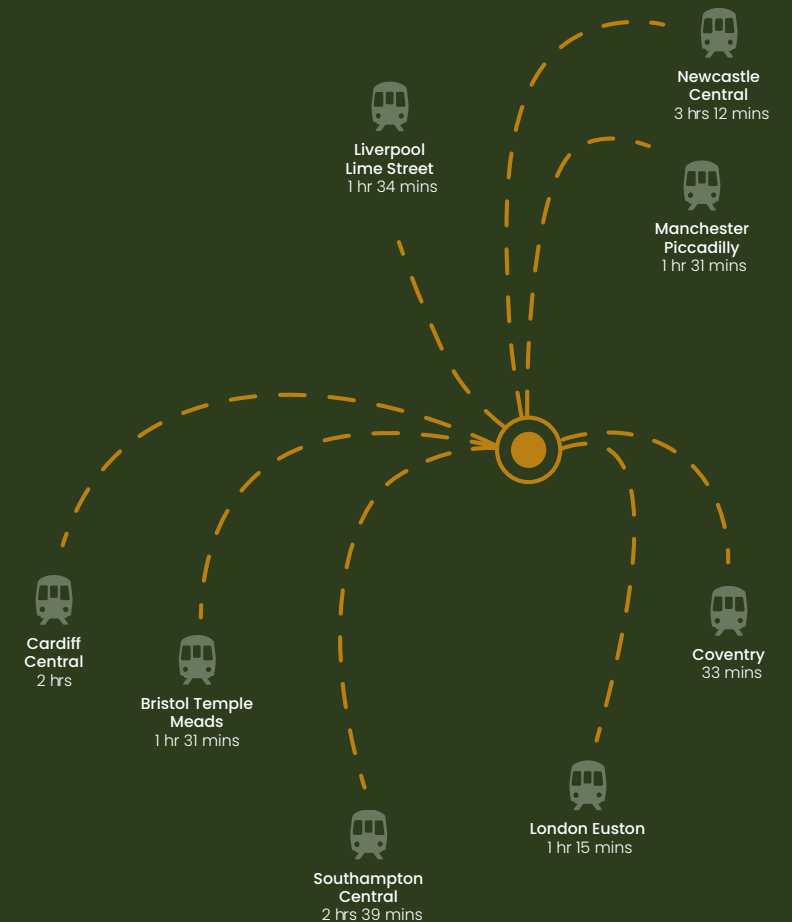 Newcastle
Central
3 hrs 12 mins
Liverpool
Lime Street
1 hr 34 mins
Manchester
Piccadilly
1 hr 31 mins
Cardiff
Central
2 hrs
Bristol Temple
Meads
1 hr 31 mins
Coventry
33 mins
London Euston
1 hr 15 mins
Southampton
Central
2 hrs 39 mins